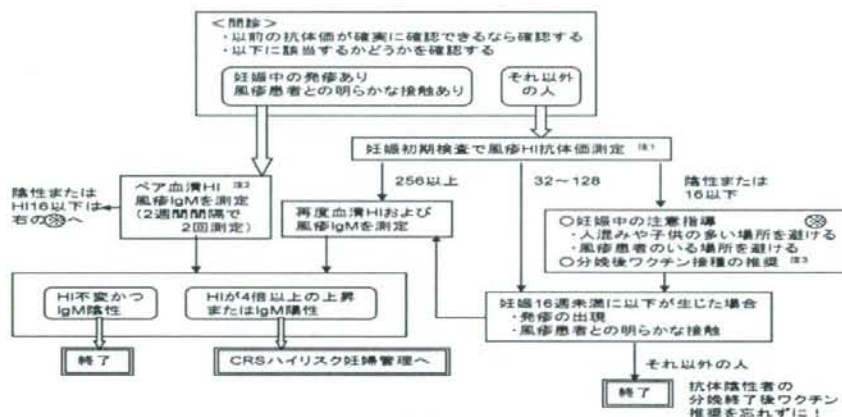 ＜問診＞
・以前の抗体価が確実に確認できるなら確認する
・以下に該当するかどうかを確認する
妊娠中の発疹あり
風疹患者との明らかな接触あり
それ以外
の人
妊娠初期検査で風疹HI抗体価測定 注1
陰性または
HI16以下は
右の※へ
ペア血清HI 注2
風疹IgMを測定
(2週間間隔で
2回測定)
256以上
32～128
陰性または
16以下
再度血清HIおよび
風疹IgMを測定
○妊娠中の注意指導 ※
・人混みや子供の多い場所を避ける
・風疹患者のいる場所を避ける
○分娩後ワクチン接種の推奨 注3
HI不変かつ
IgM陰性
HIが4倍以上の上昇
またはIgM陽性
妊娠16週未満に以下が生じた場合
・発疹の出現
・風疹患者との明らかな接触
終了
CRSハイリスク妊婦管理へ
それ以外の人
終了
抗体陰性者の
分娩終了後ワクチン
推奨を忘れずに！